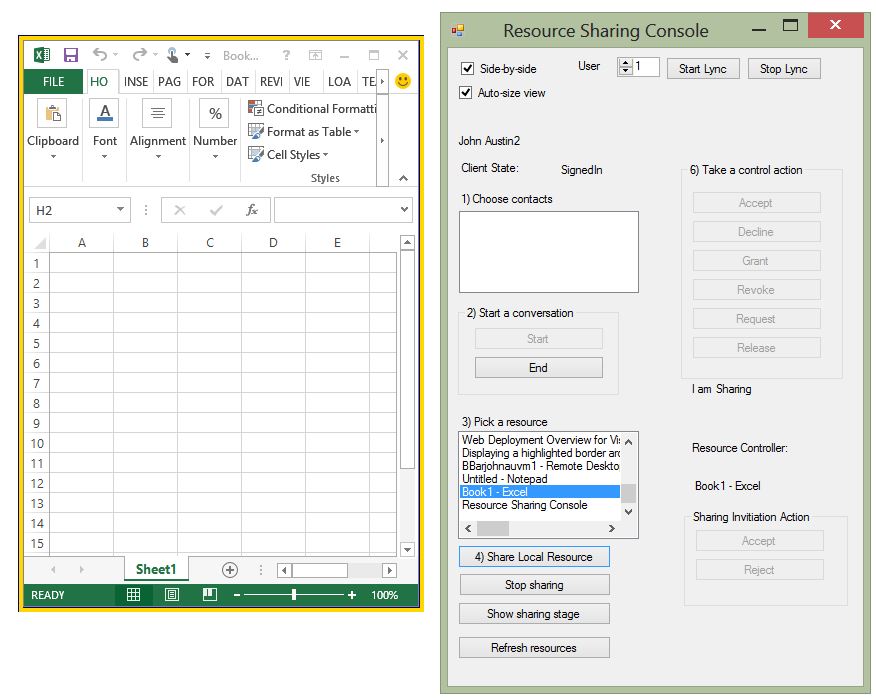 Book...
?
FILE HO INSE PAG FOR DAT REVI VIE LOA TEA
Clipboard
Font
Alignment
%
Number
Conditional Formatti
Format as Table
Cell Styles
Styles
H2
fx
A B C D E
1
2
3
4
5
6
7
8
9
10
11
12
13
14
15
Sheet1
READY
100%
Resource Sharing Console
Side-by-side
User
1
Start Lync
Stop Lync
Auto-size view
John Austin2
Client State:
SignedIn
1) Choose contacts
2) Start a conversation
Start
End
3) Pick a resource
Web Deployment Overview for Vis
Displaying a highlighted border aro
BBarjohnauvm1 - Remote Deskto
Untitled - Notepad
Book1 - Excel
Resource Sharing Console
4) Share Local Resource
Stop sharing
Show sharing stage
Refresh resources
6) Take a control action
Accept
Decline
Grant
Revoke
Request
Release
I am Sharing
Resource Controller:
Book1 - Excel
Sharing Invitiation Action
Accept
Reject